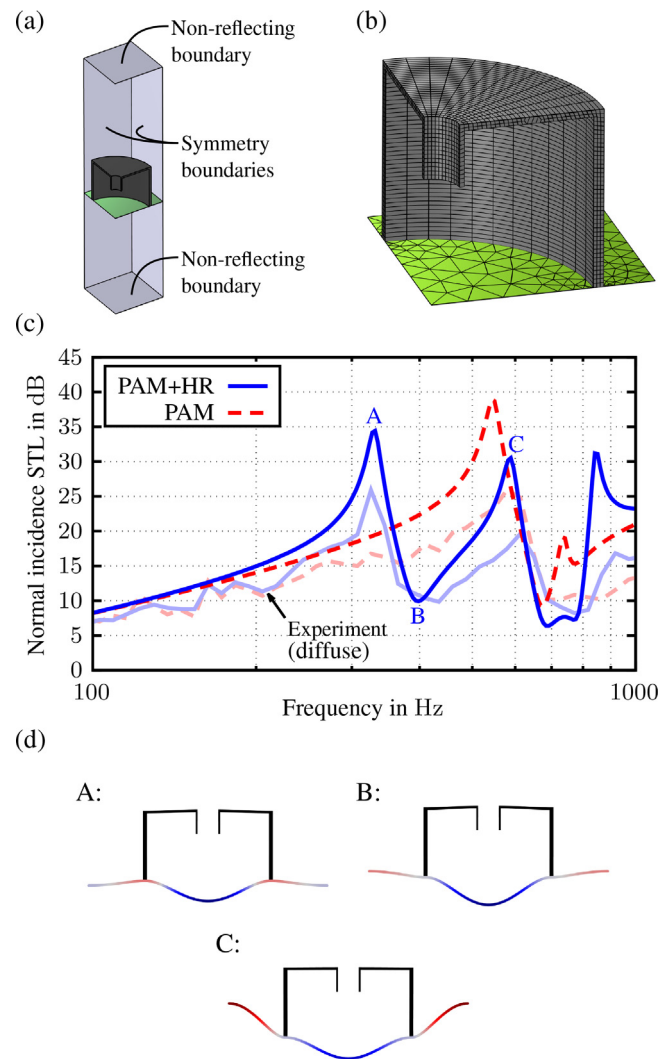 (a)
Non-reflecting
boundary
Symmetry
boundaries
Non-reflecting
boundary
(b)
(c)
Normal incidence STL in dB
45
40
35
30
25
20
15
10
5
0
PAM+HR
PAM
A
B
C
Experiment
(diffuse)
100
1000
Frequency in Hz
(d)
A:
B:
C: